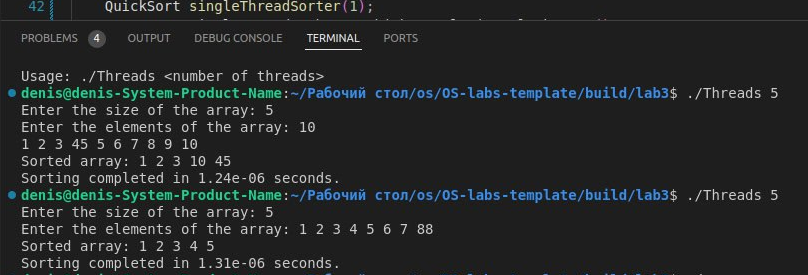 42 QuickSort singleThreadSorter(1);
PROBLEMS 4 OUTPUT DEBUG CONSOLE TERMINAL PORTS
Usage: ./Threads <number of threads>
denis@denis-System-Product-Name:~/Рабочий стол/os/OS-labs-template/build/lab3$ ./Threads 5
Enter the size of the array: 5
Enter the elements of the array: 10
1 2 3 45 5 6 7 8 9 10
Sorted array: 1 2 3 10 45
Sorting completed in 1.24e-06 seconds.
denis@denis-System-Product-Name:~/Рабочий стол/os/OS-labs-template/build/lab3$ ./Threads 5
Enter the size of the array: 5
Enter the elements of the array: 1 2 3 4 5 6 7 88
Sorted array: 1 2 3 4 5
Sorting completed in 1.31e-06 seconds.